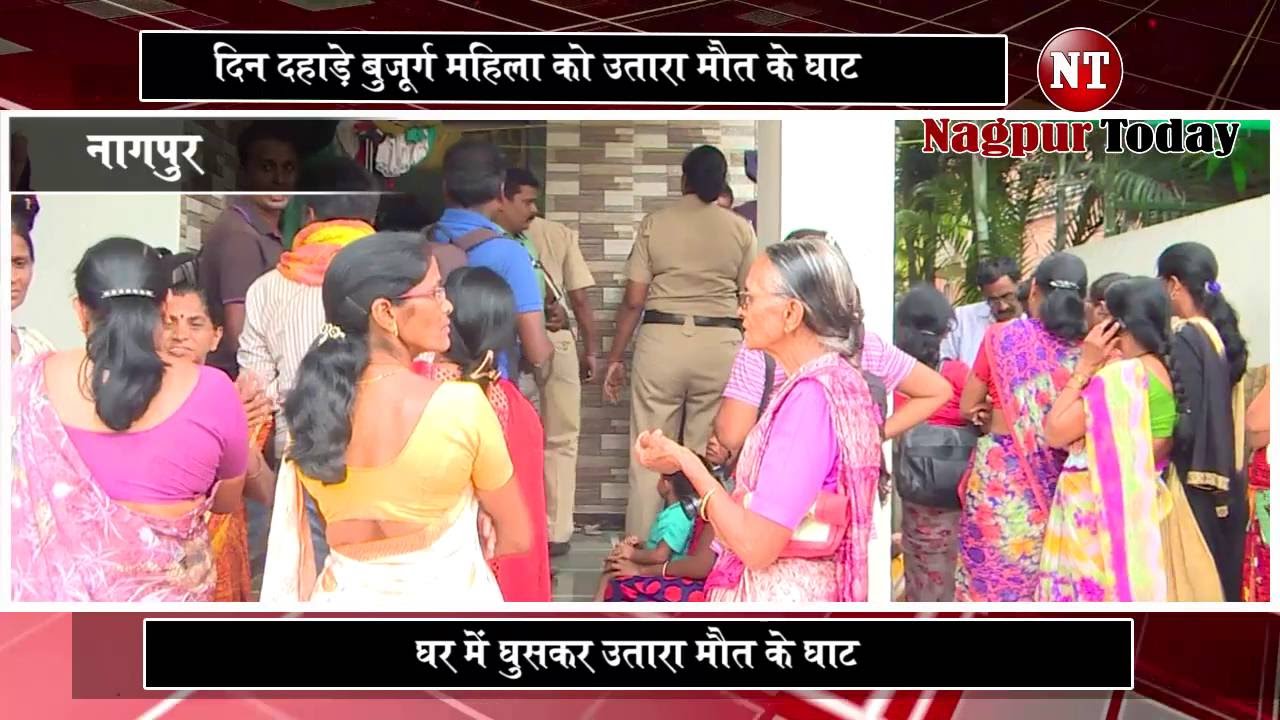 दिन दहाड़े बुजूर्ग महिला को उतारा मौत के घाट
NT
Nagpur Today
नागपुर
घर में घुसकर उतारा मौत के घाट